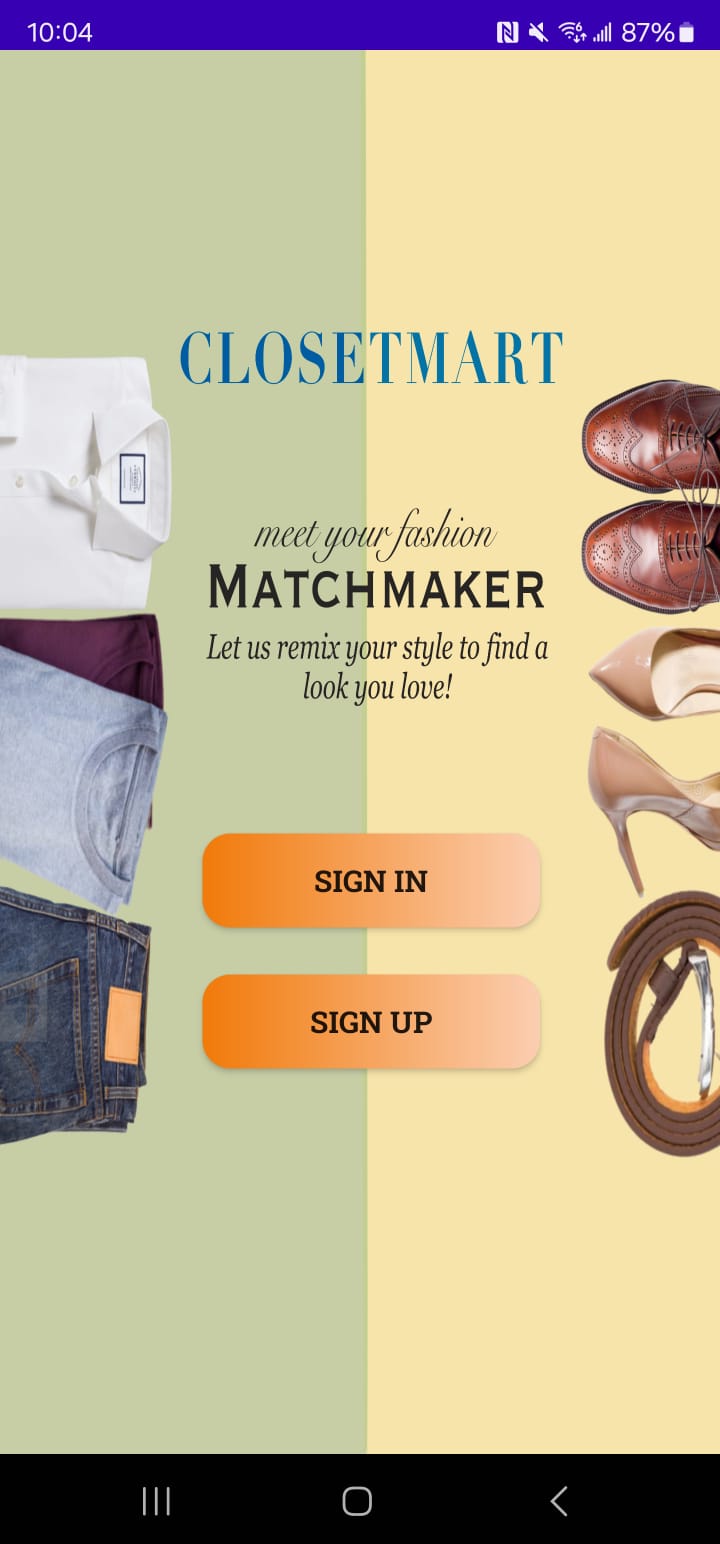 10:04 87%
CLOSETMART
meet your fashion
MATCHMAKER
Let us remix your style to find a
look you love!
SIGN IN
SIGN UP